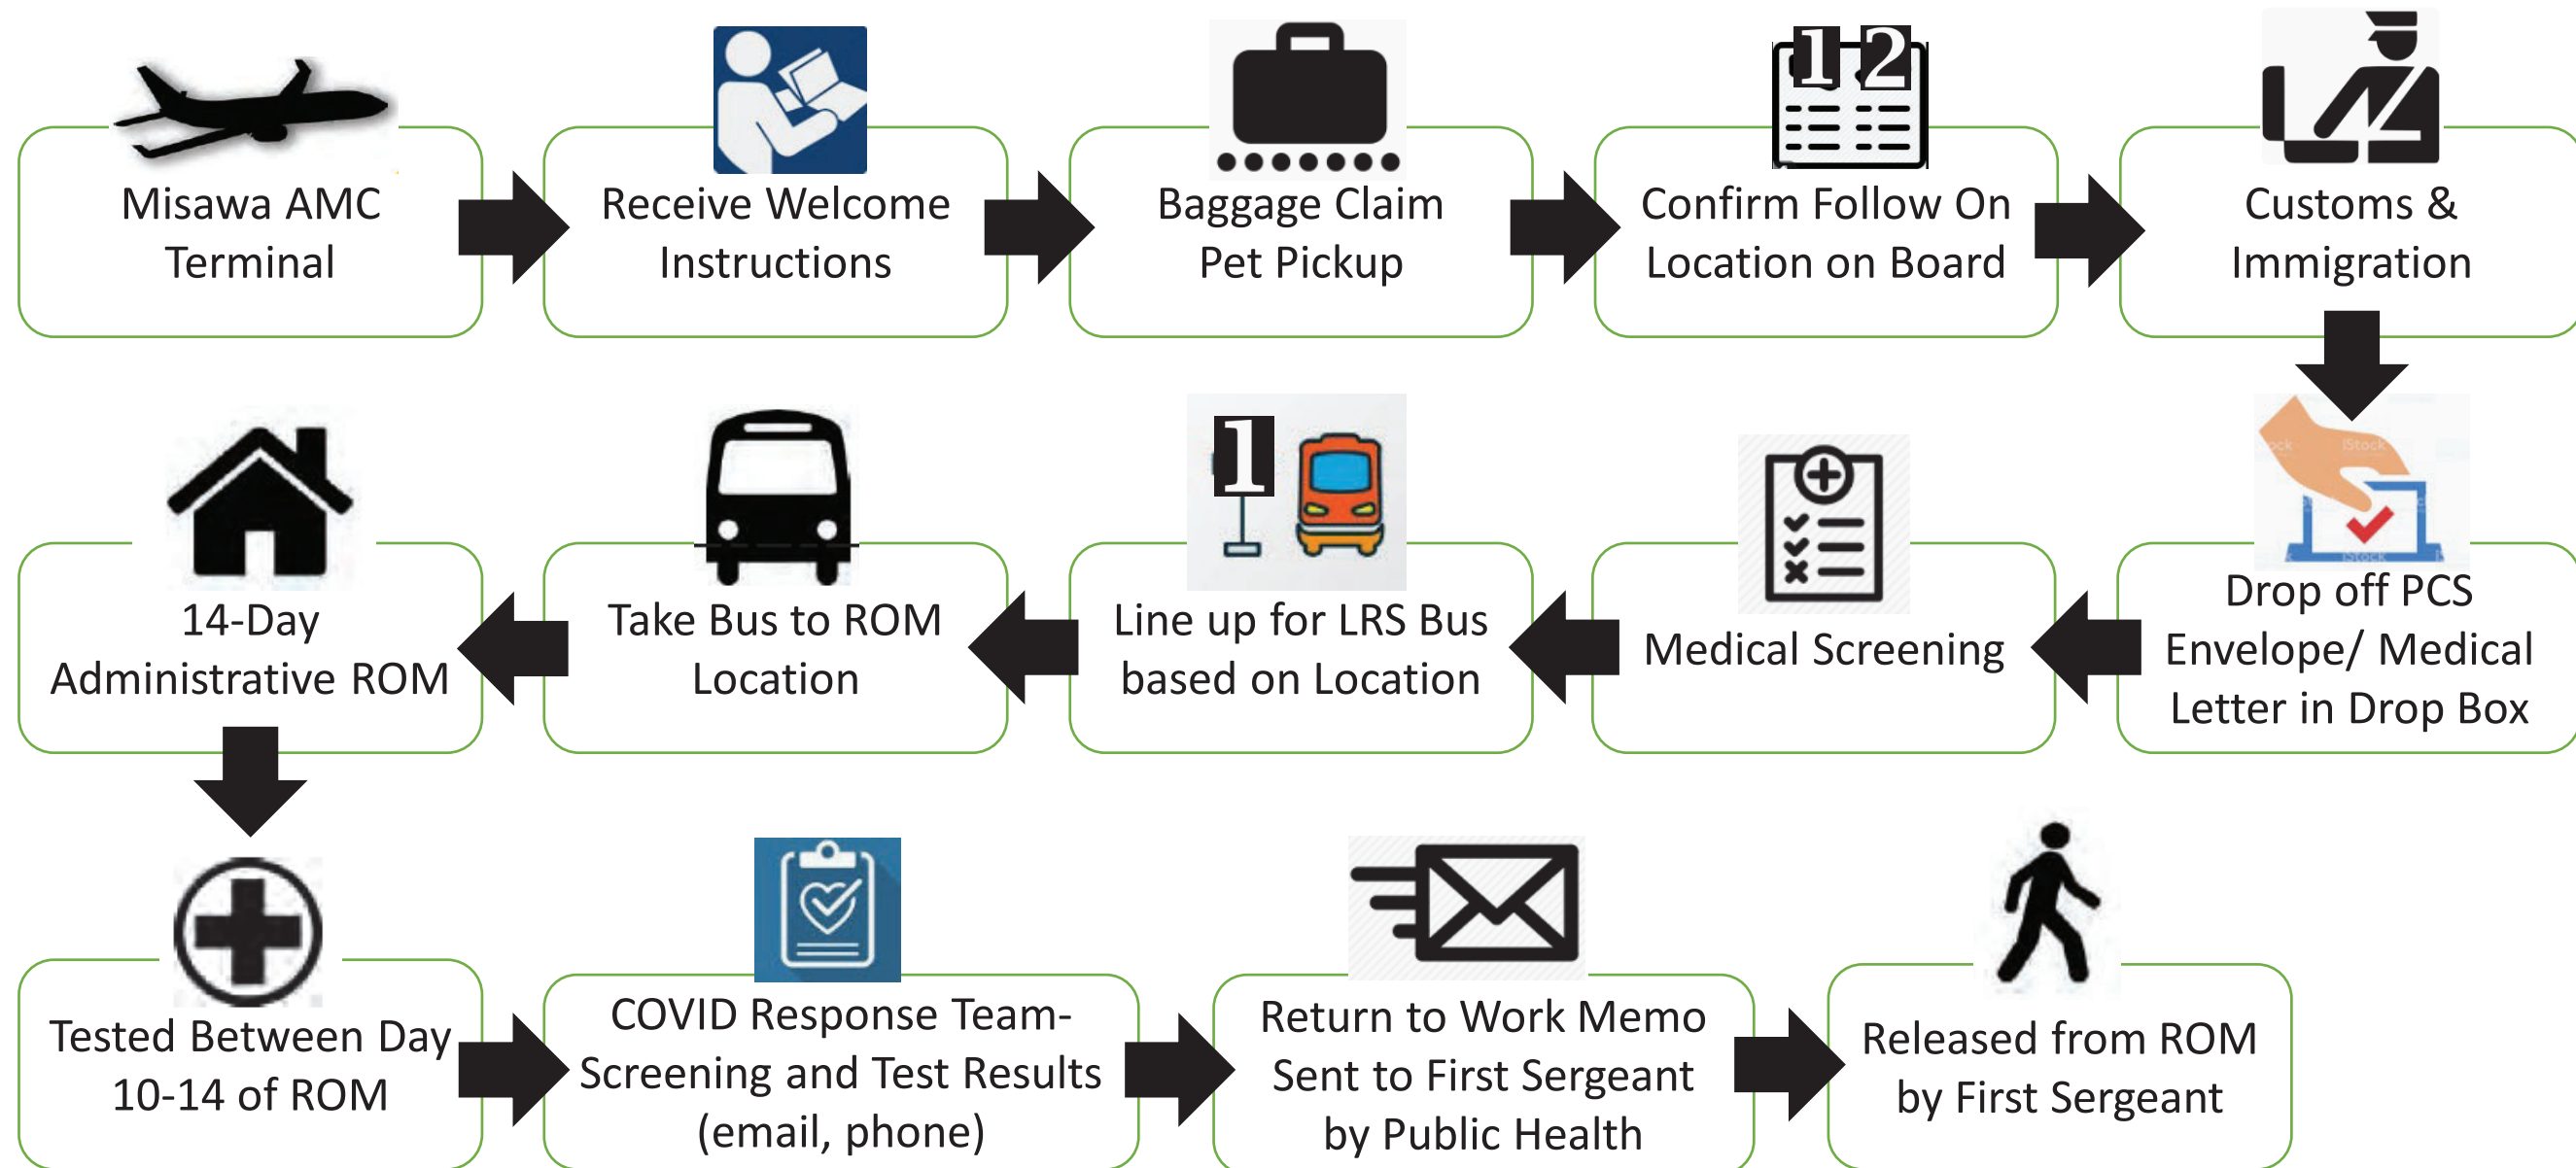 1 2
Misawa AMC
Terminal
Receive Welcome
Instructions
Baggage Claim
Pet Pickup
Confirm Follow On
Location on Board
Customs &
Immigration
iStock
iStock
iStock
Drop off PCS
Envelope/ Medical
Letter in Drop Box
Medical Screening
1
Line up for LRS Bus
based on Location
Take Bus to ROM
Location
14-Day
Administrative ROM
Tested Between Day
10-14 of ROM
COVID Response Team-
Screening and Test Results
(email, phone)
Return to Work Memo
Sent to First Sergeant
by Public Health
Released from ROM
by First Sergeant